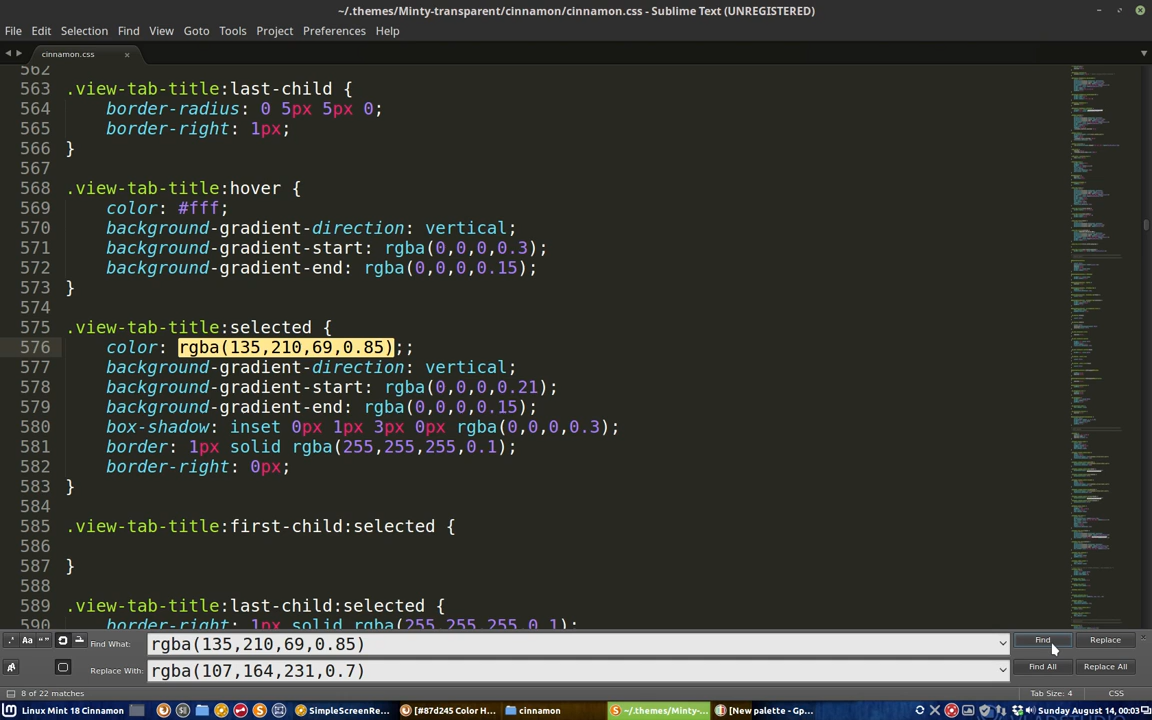 ~/.themes/Minty-transparent/cinnamon/cinnamon.css - Sublime Text (UNREGISTERED)
File Edit Selection Find View Goto Tools Project Preferences Help
cinnamon.css
562
563 .view-tab-title:last-child {
564 border-radius: 0 5px 5px 0;
565 border-right: 1px;
566 }
567
568 .view-tab-title:hover {
569 color: #fff;
570 background-gradient-direction: vertical;
571 background-gradient-start: rgba(0,0,0,0.3);
572 background-gradient-end: rgba(0,0,0,0.15);
573 }
574
575 .view-tab-title:selected {
576 color: rgba(135,210,69,0.85);;
577 background-gradient-direction: vertical;
578 background-gradient-start: rgba(0,0,0,0.21);
579 background-gradient-end: rgba(0,0,0,0.15);
580 box-shadow: inset 0px 1px 3px 0px rgba(0,0,0,0.3);
581 border: 1px solid rgba(255,255,255,0.1);
582 border-right: 0px;
583 }
584
585 .view-tab-title:first-child:selected {
586
587 }
588
589 .view-tab-title:last-child:selected {
590 border-right: 1px solid rgba(255,255,255,0.1);
.* Aa “” Find What: rgba(135,210,69,0.85) Find Replace
Replace With: rgba(107,164,231,0.7) Find All Replace All
8 of 22 matches Tab Size: 4 CSS
Linux Mint 18 Cinnamon SimpleScreenRe... [#87d245 Color H... cinnamon ~/.themes/Minty-... [New palette - Gp... Sunday August 14, 00:03